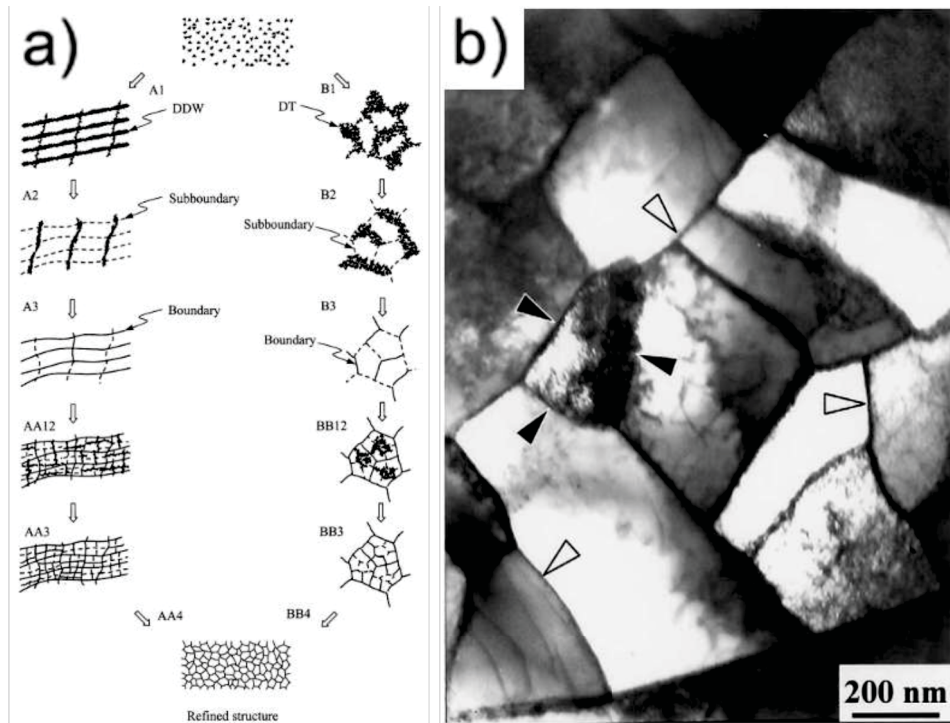 a)
A1
B1
DDW
DT
A2
B2
Subboundary
Subboundary
A3
B3
Boundary
Boundary
AA12
BB12
AA3
BB3
AA4
BB4
Refined structure
b)
200 nm